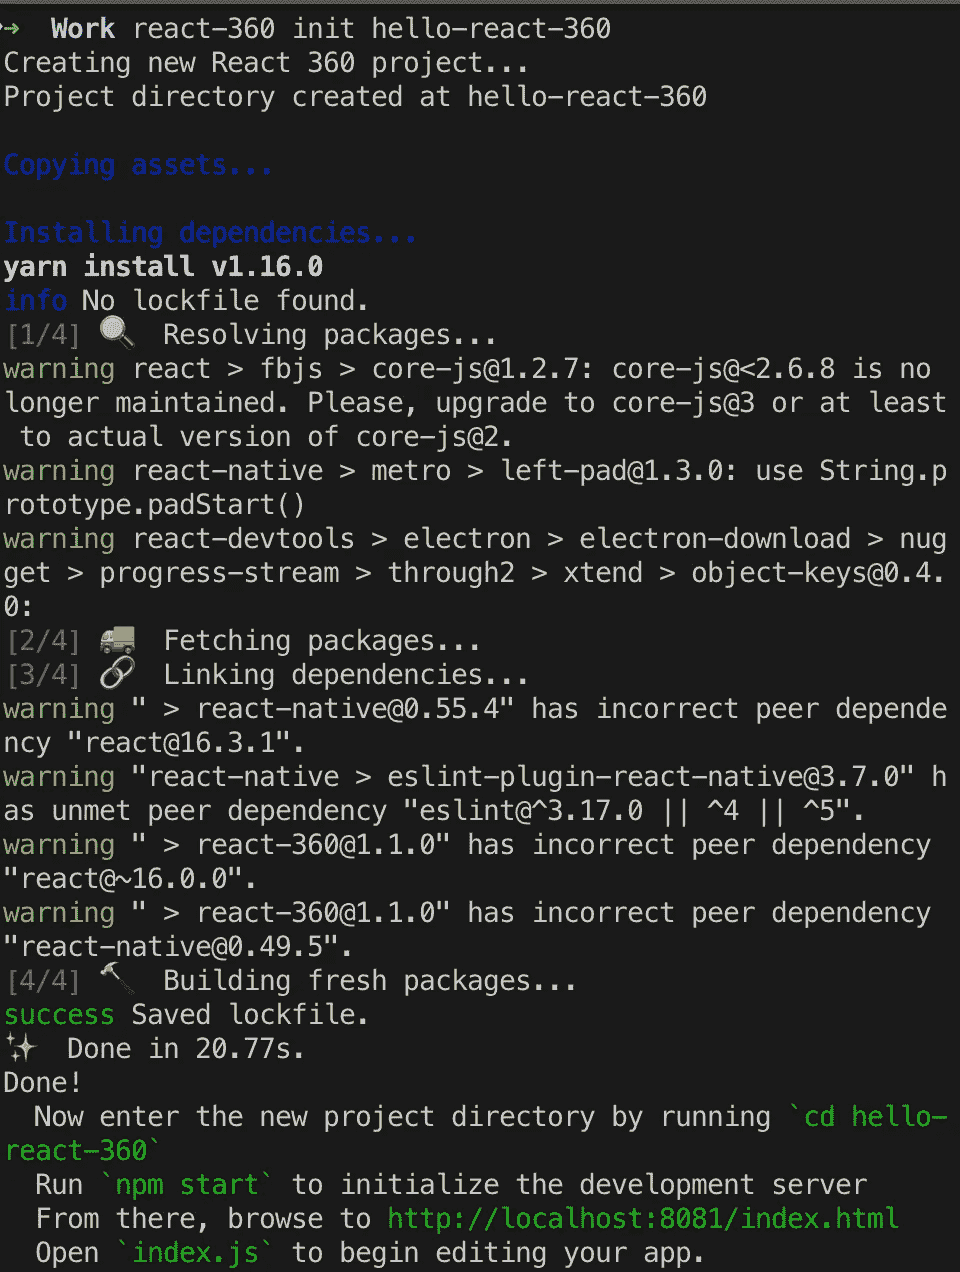 →  Work react-360 init hello-react-360
Creating new React 360 project...
Project directory created at hello-react-360
Copying assets...
Installing dependencies...
yarn install v1.16.0
info No lockfile found.
[1/4] 🔍  Resolving packages...
warning react > fbjs > core-js@1.2.7: core-js@<2.6.8 is no
longer maintained. Please, upgrade to core-js@3 or at least
 to actual version of core-js@2.
warning react-native > metro > left-pad@1.3.0: use String.p
rototype.padStart()
warning react-devtools > electron > electron-download > nug
get > progress-stream > through2 > xtend > object-keys@0.4.
0:
[2/4] 🚚  Fetching packages...
[3/4] 🔗  Linking dependencies...
warning " > react-native@0.55.4" has incorrect peer depende
ncy "react@16.3.1".
warning "react-native > eslint-plugin-react-native@3.7.0" h
as unmet peer dependency "eslint@^3.17.0 || ^4 || ^5".
warning " > react-360@1.1.0" has incorrect peer dependency
"react@~16.0.0".
warning " > react-360@1.1.0" has incorrect peer dependency
"react-native@0.49.5".
[4/4] 🔨  Building fresh packages...
success Saved lockfile.
✨  Done in 20.77s.
Done!
  Now enter the new project directory by running `cd hello-
react-360`
  Run `npm start` to initialize the development server
  From there, browse to http://localhost:8081/index.html
  Open `index.js` to begin editing your app.